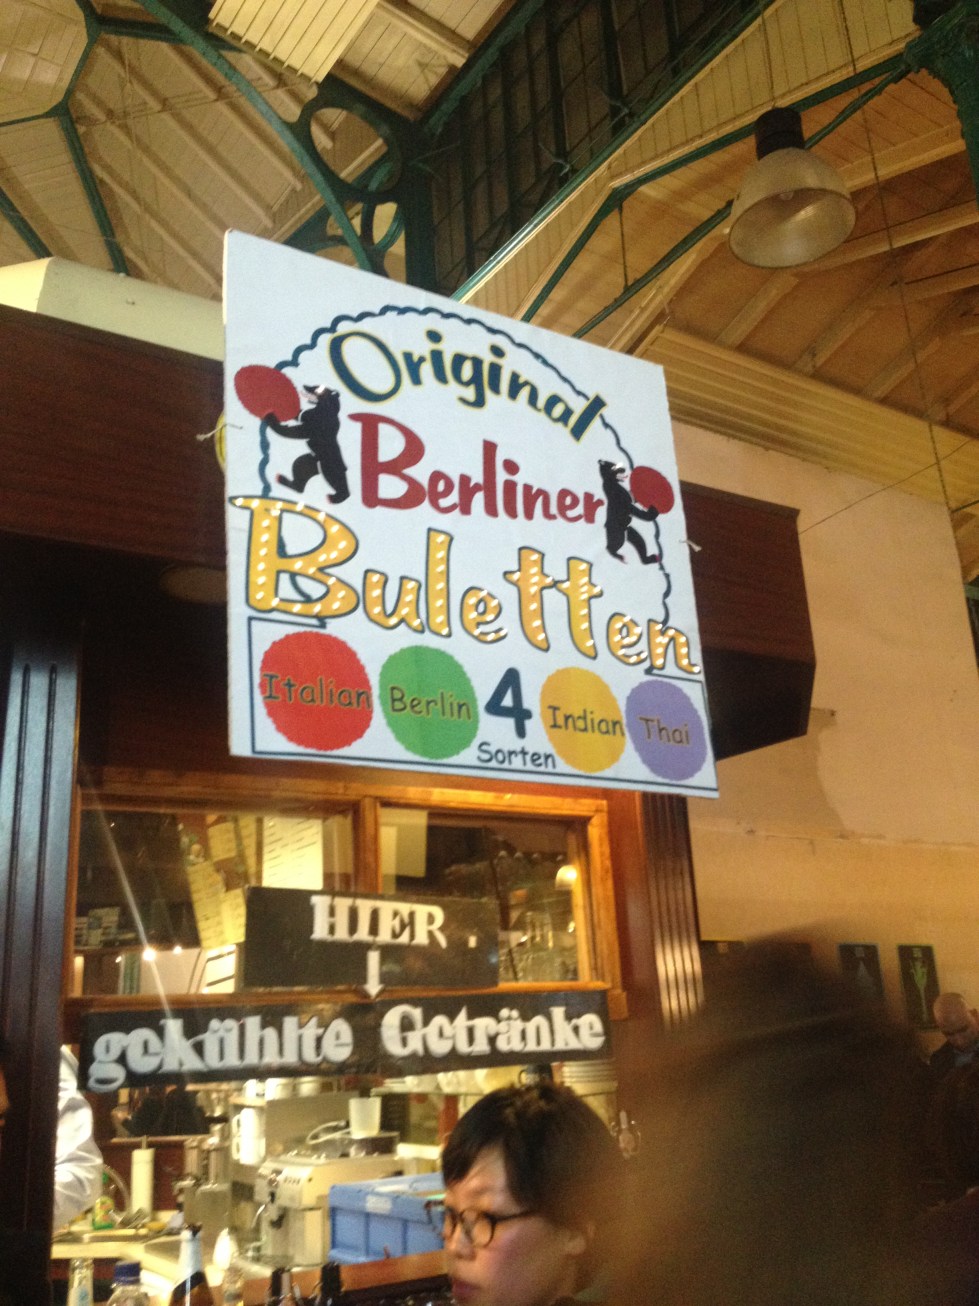 Original
Berliner
Buletten
Italian Berlin 4 Sorten Indian Thai
HIER
gekühlte Getränke